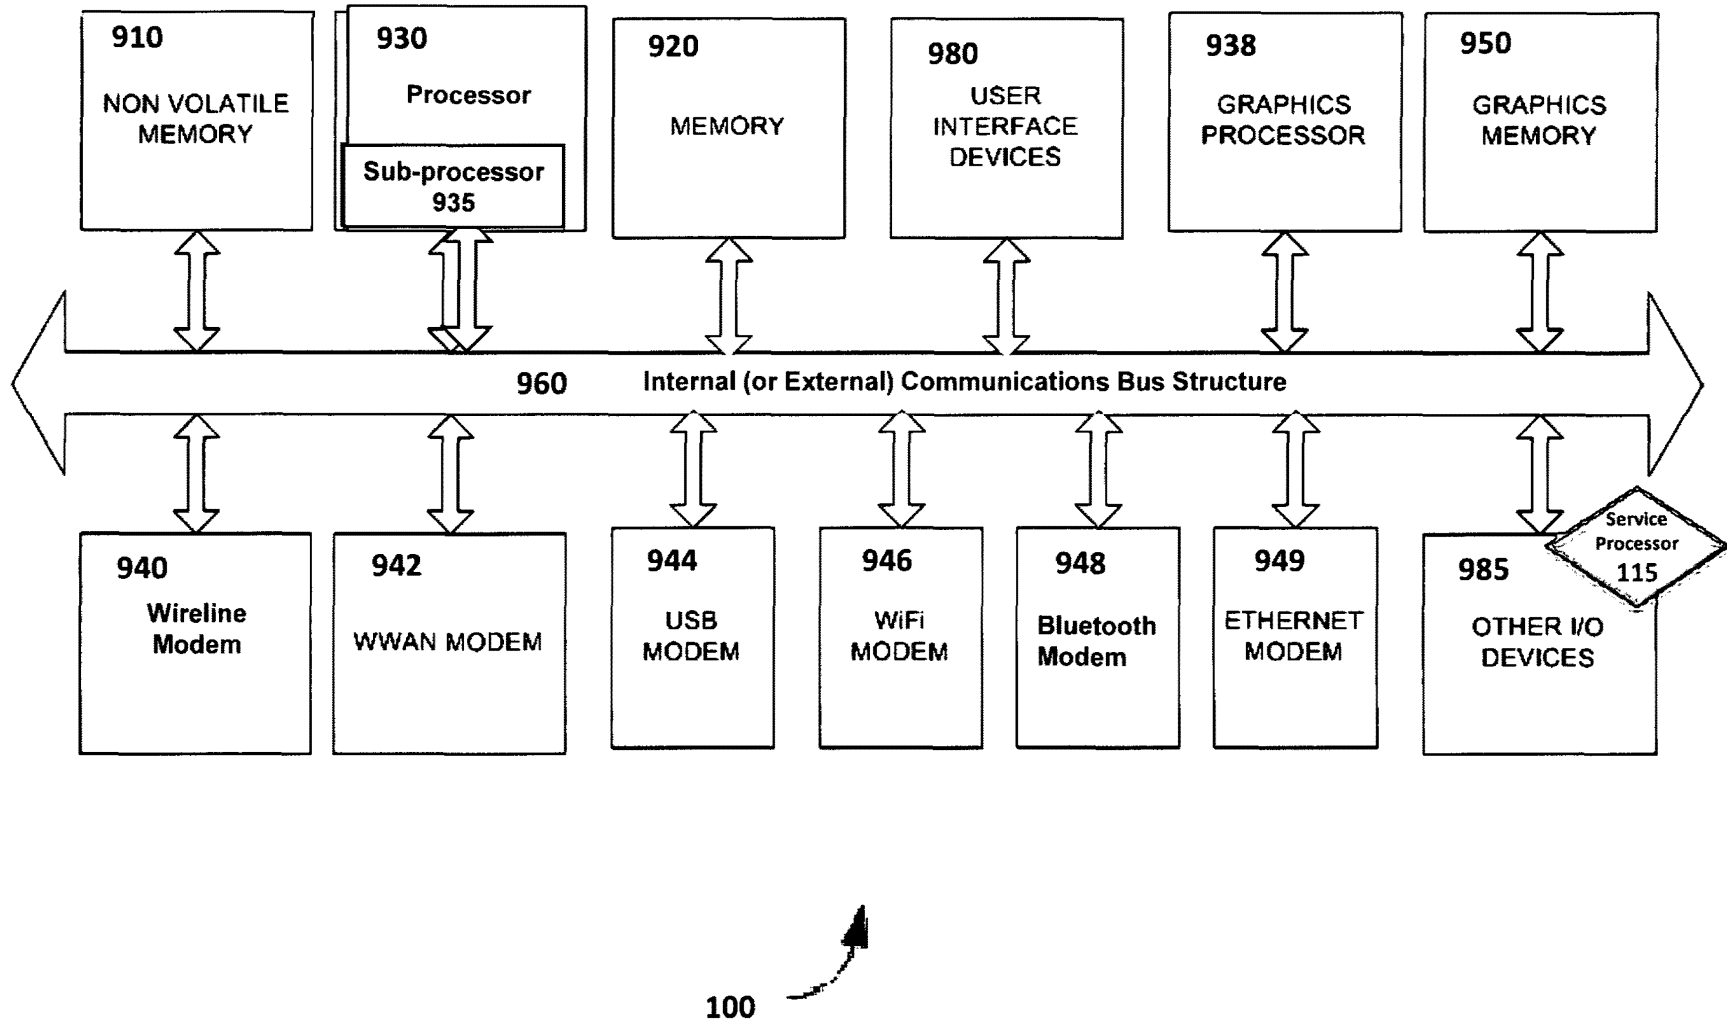 910
NON VOLATILE
MEMORY
930
Processor
Sub-processor
935
920
MEMORY
980
USER
INTERFACE
DEVICES
938
GRAPHICS
PROCESSOR
950
GRAPHICS
MEMORY
960 Internal (or External) Communications Bus Structure
940
Wireline
Modem
942
WWAN MODEM
944
USB
MODEM
946
WiFi
MODEM
948
Bluetooth
Modem
949
ETHERNET
MODEM
985
OTHER I/O
DEVICES
Service
Processor
115
100